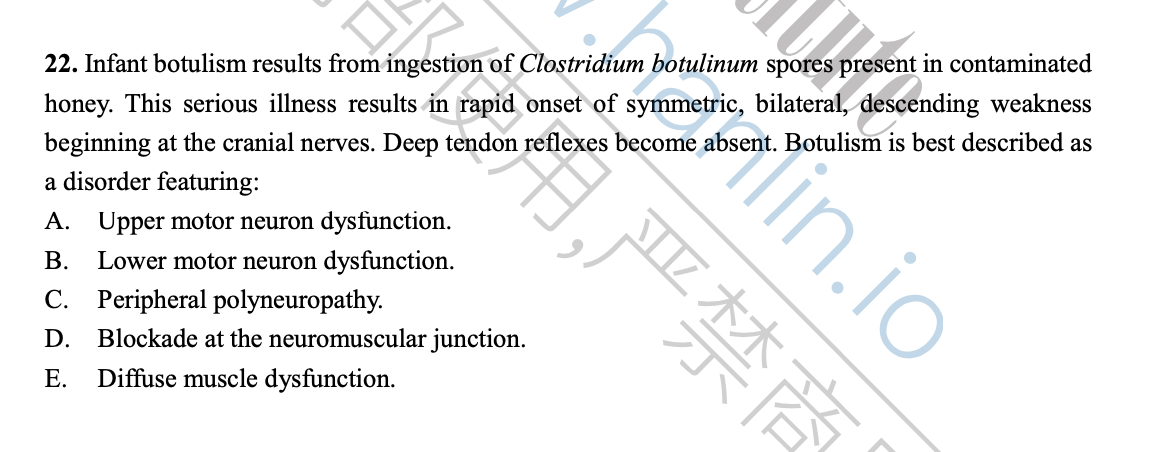 22. Infant botulism results from ingestion of Clostridium botulinum spores present in contaminated
honey. This serious illness results in rapid onset of symmetric, bilateral, descending weakness
beginning at the cranial nerves. Deep tendon reflexes become absent. Botulism is best described as
a disorder featuring:
A. Upper motor neuron dysfunction.
B. Lower motor neuron dysfunction.
C. Peripheral polyneuropathy.
D. Blockade at the neuromuscular junction.
E. Diffuse muscle dysfunction.
部使用,严禁商
.hanlin.io